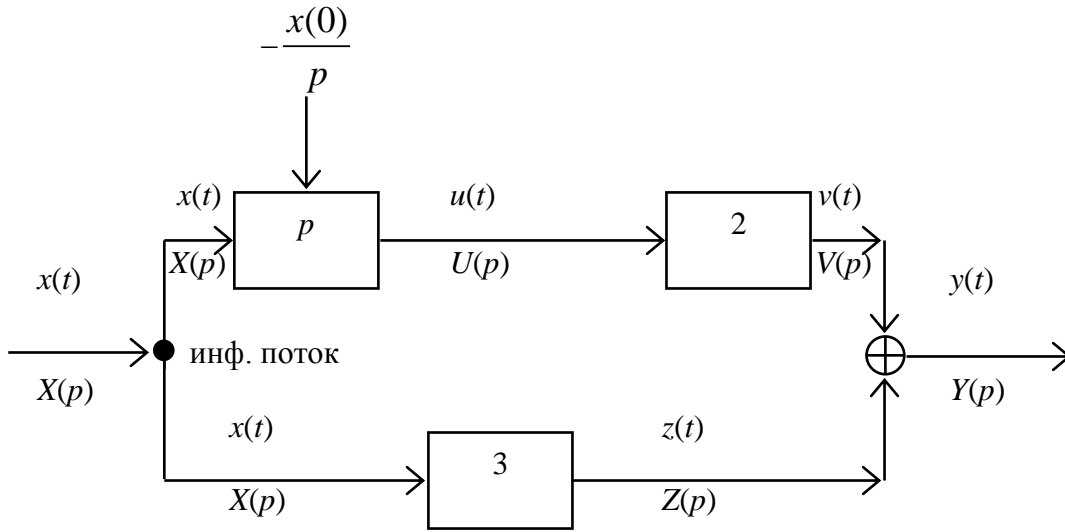 −x(0)/p
x(t) u(t) v(t)
p 2
X(p) U(p) V(p)
x(t) y(t)
инф. поток
X(p) Y(p)
x(t) z(t)
3
X(p) Z(p)